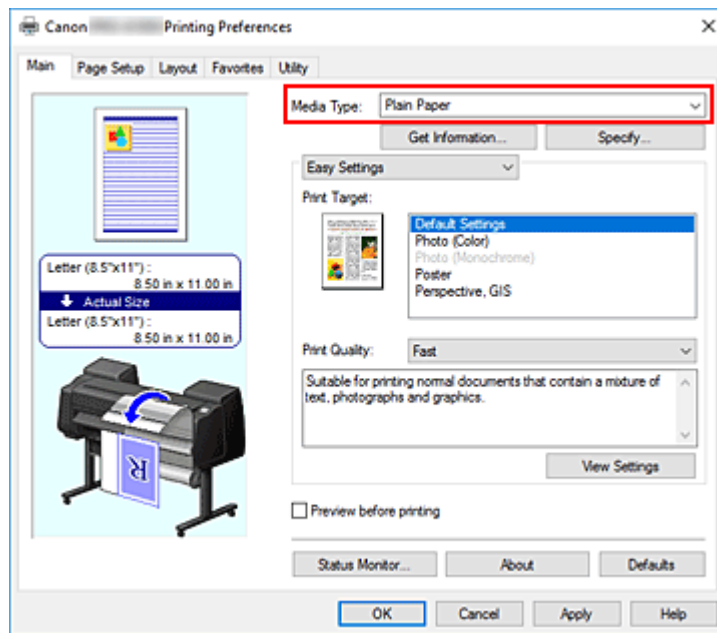 Canon Printing Preferences
Main Page Setup Layout Favorites Utility
Media Type: Plain Paper
Get Information... Specify...
Easy Settings
Print Target:
Default Settings
Photo (Color)
Photo (Monochrome)
Poster
Perspective, GIS
Letter (8.5"x11") :
8.50 in x 11.00 in
Actual Size
Letter (8.5"x11") :
8.50 in x 11.00 in
Print Quality: Fast
Suitable for printing normal documents that contain a mixture of
text, photographs and graphics.
View Settings
R
Preview before printing
Status Monitor... About Defaults
OK Cancel Apply Help